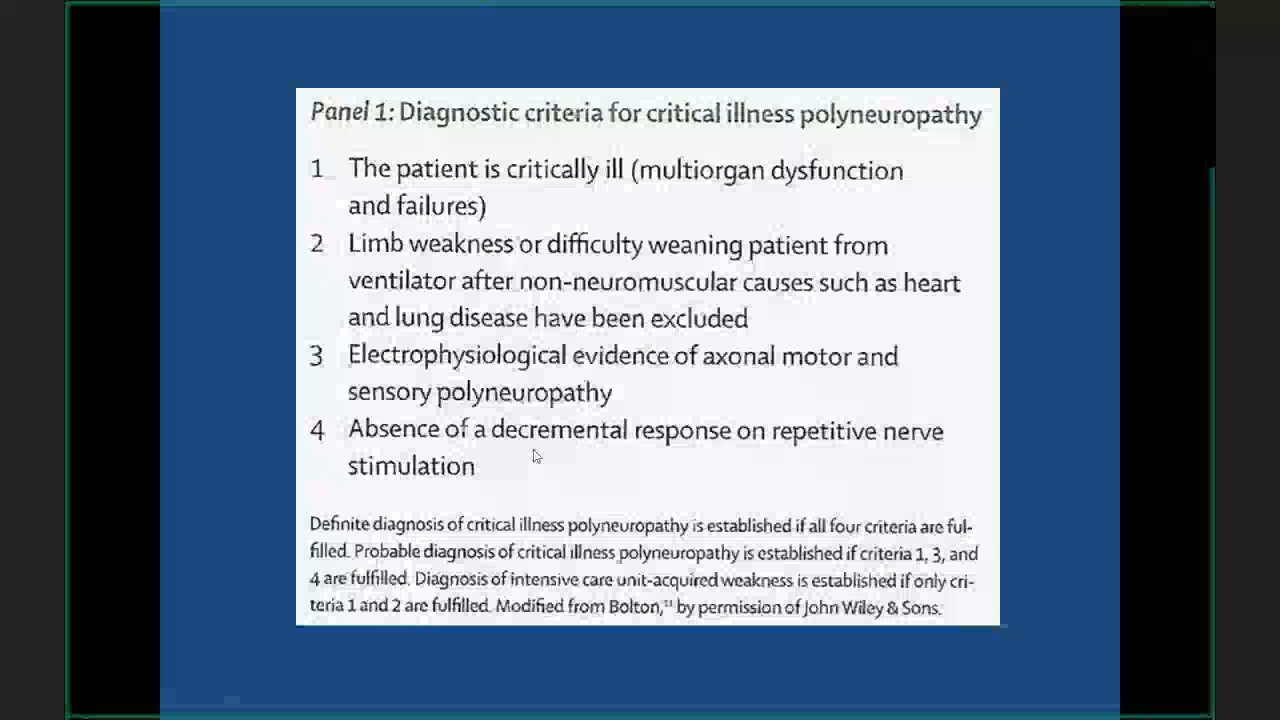 Panel 1: Diagnostic criteria for critical illness polyneuropathy
1 The patient is critically ill (multiorgan dysfunction
and failures)
2 Limb weakness or difficulty weaning patient from
ventilator after non-neuromuscular causes such as heart
and lung disease have been excluded
3 Electrophysiological evidence of axonal motor and
sensory polyneuropathy
4 Absence of a decremental response on repetitive nerve
stimulation
Definite diagnosis of critical illness polyneuropathy is established if all four criteria are ful-
filled. Probable diagnosis of critical illness polyneuropathy is established if criteria 1, 3, and
4 are fulfilled. Diagnosis of intensive care unit-acquired weakness is established if only cri-
teria 1 and 2 are fulfilled. Modified from Bolton,¹¹ by permission of John Wiley & Sons.